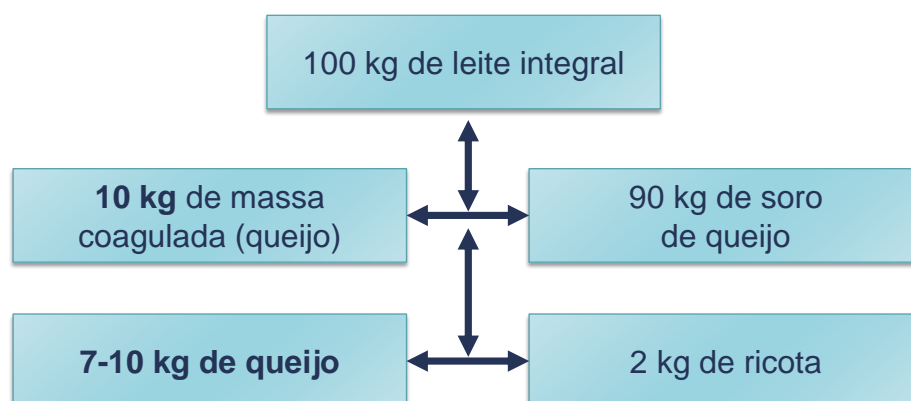 100 kg de leite integral
10 kg de massa
coagulada (queijo)
90 kg de soro
de queijo
7-10 kg de queijo
2 kg de ricota